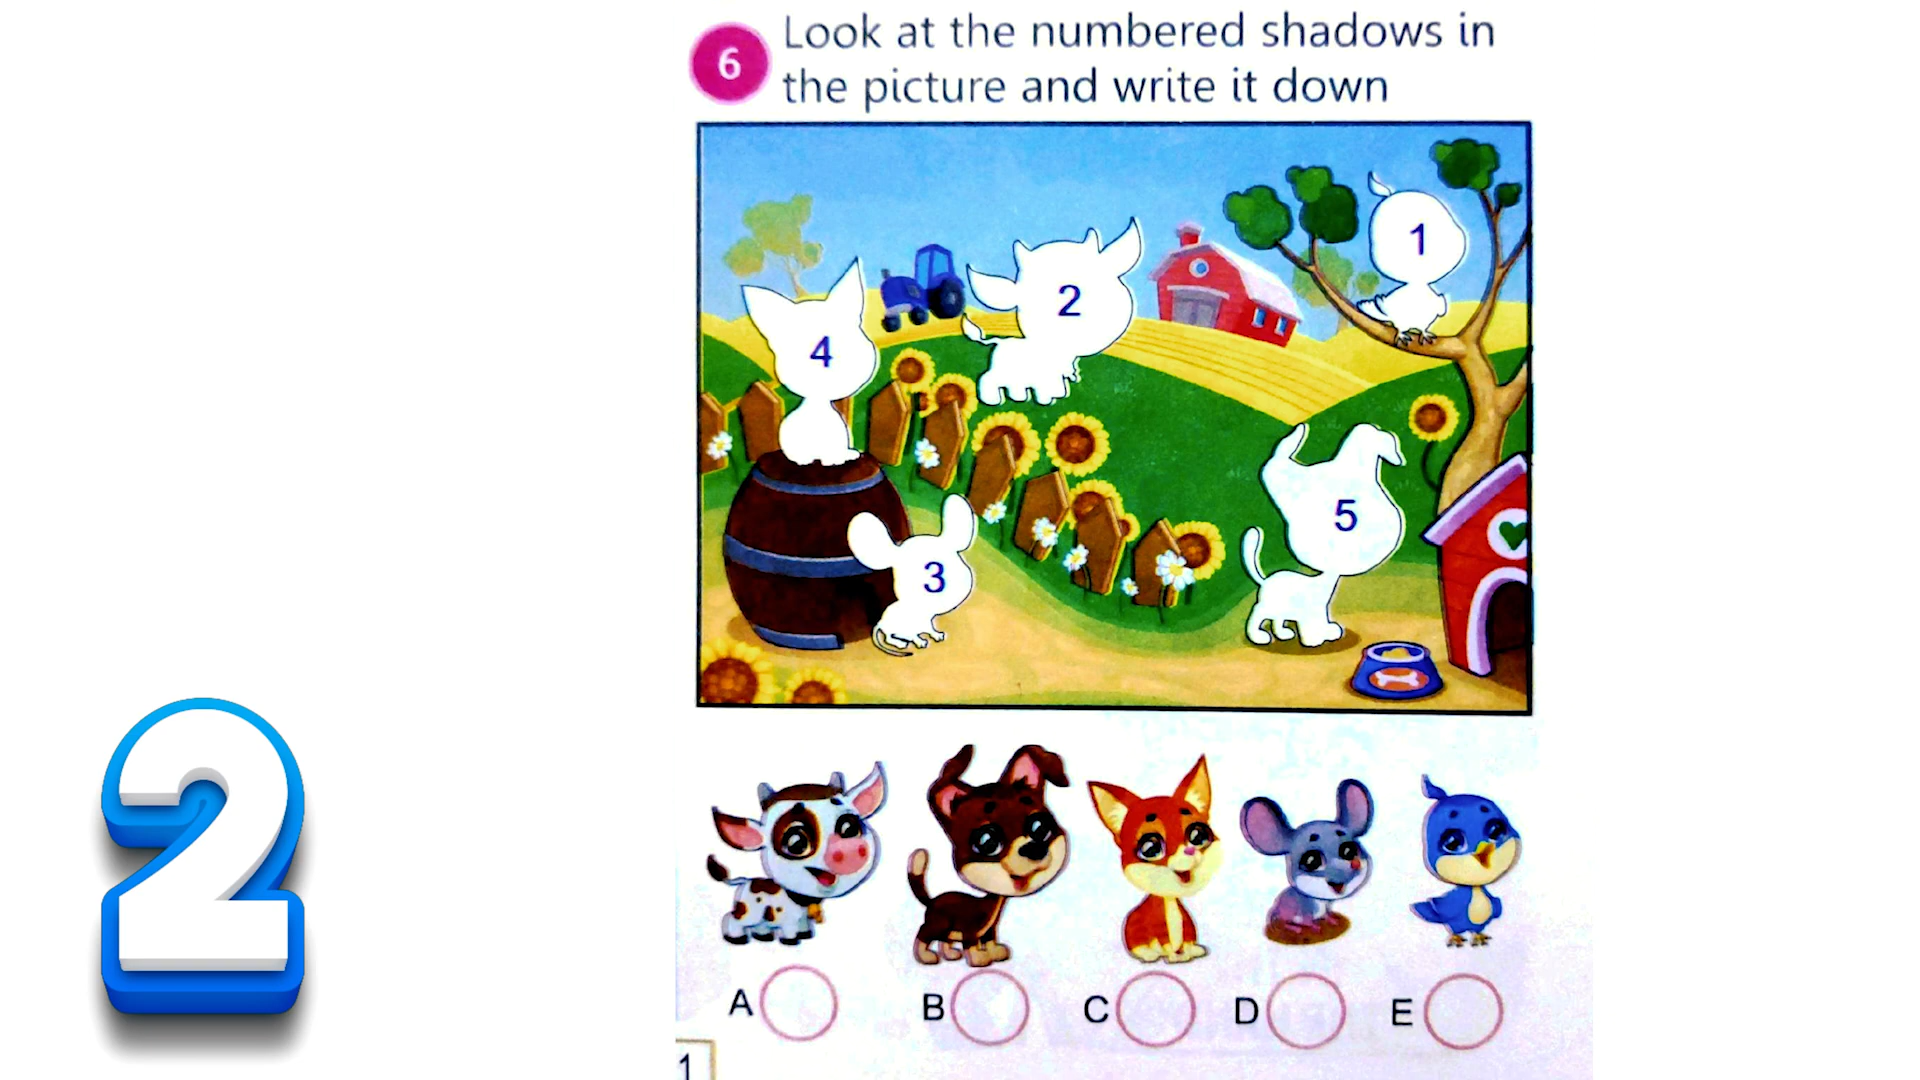 6 Look at the numbered shadows in
the picture and write it down
1
2
4
5
3
A B C D E
1
2